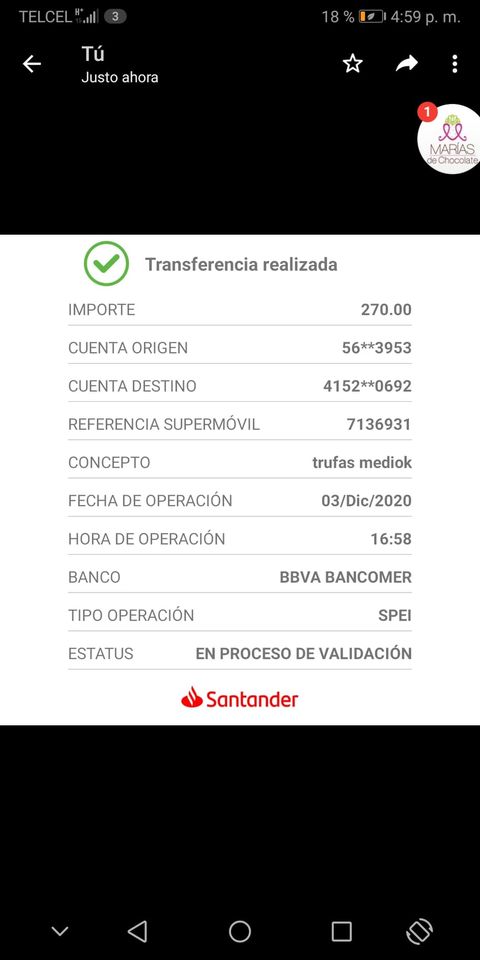 TELCEL H+ 3 18 % 4:59 p. m.
Tú
Justo ahora
1
MARÍAS
de Chocolate
Transferencia realizada
IMPORTE 270.00
CUENTA ORIGEN 56**3953
CUENTA DESTINO 4152**0692
REFERENCIA SUPERMÓVIL 7136931
CONCEPTO trufas mediok
FECHA DE OPERACIÓN 03/Dic/2020
HORA DE OPERACIÓN 16:58
BANCO BBVA BANCOMER
TIPO OPERACIÓN SPEI
ESTATUS EN PROCESO DE VALIDACIÓN
Santander